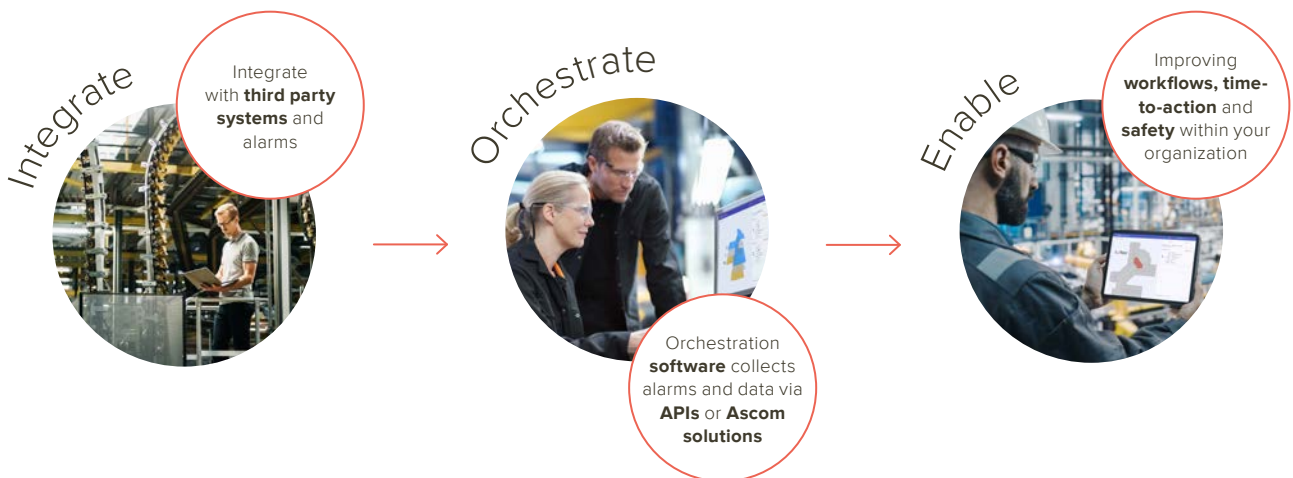 Integrate
Integrate
with third party
systems and
alarms
Orchestrate
Orchestration
software collects
alarms and data via
APIs or Ascom
solutions
Enable
Improving
workflows, time-
to-action and
safety within your
organization